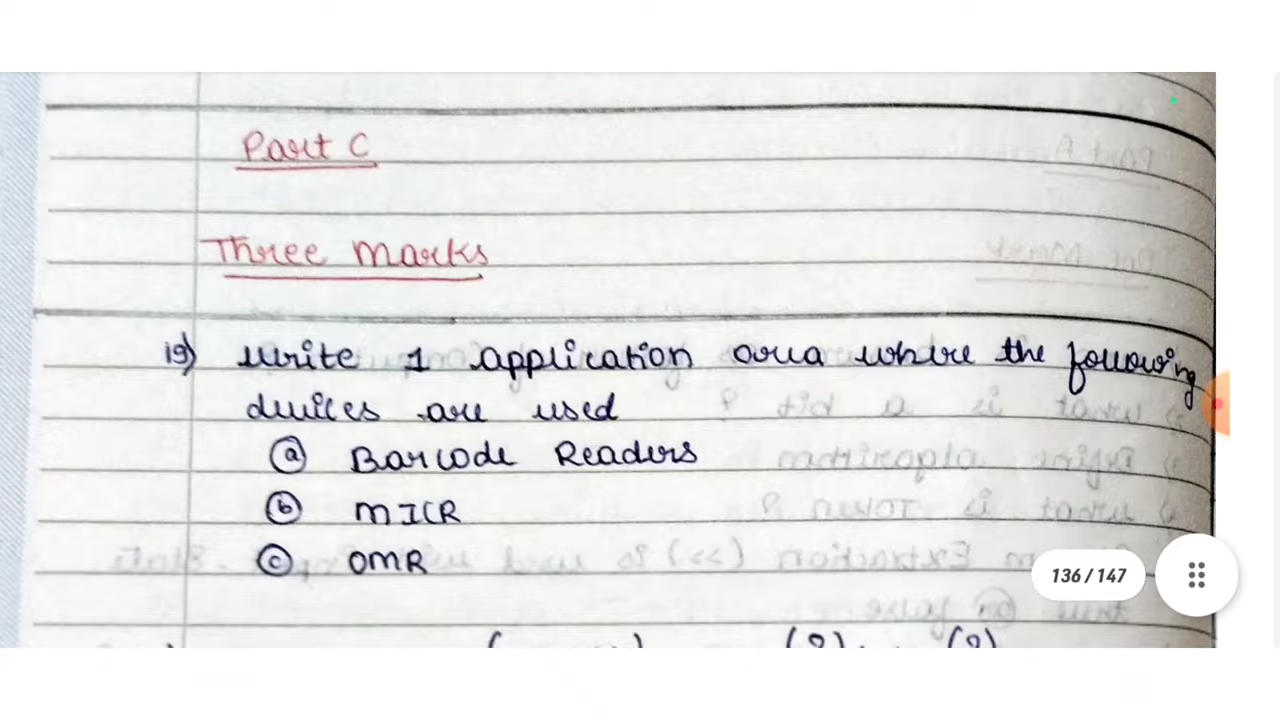 Part C
Three Marks
19) write 1 application area where the following
devices are used
(a) Barcode Readers
(b) MICR
(c) OMR
136 / 147